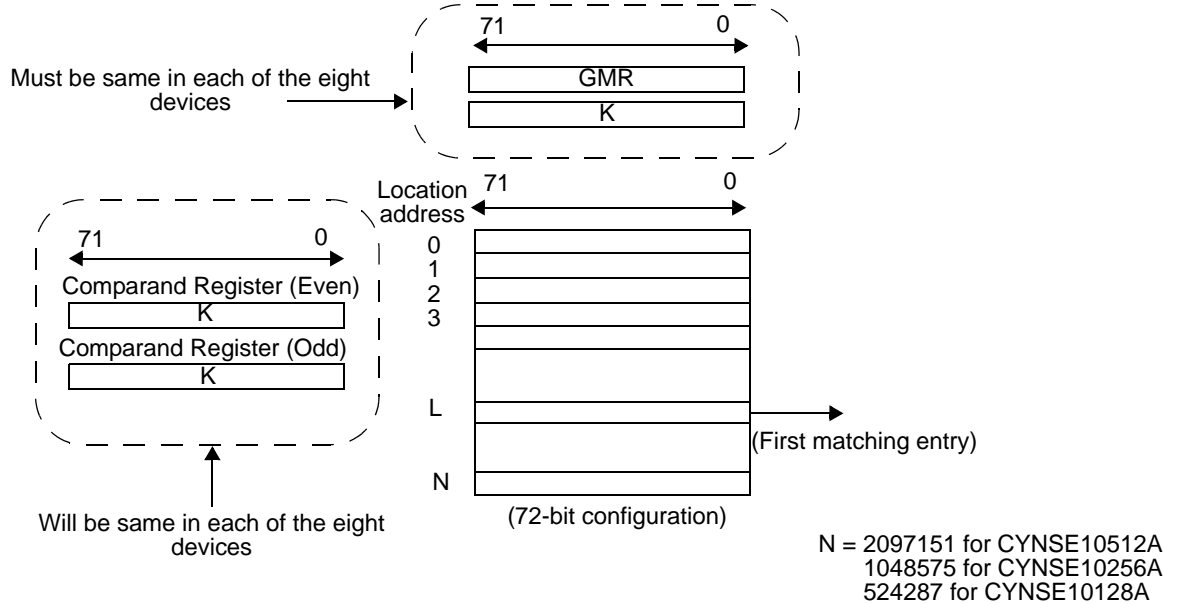 71 0
GMR
K
Must be same in each of the eight
devices
Location
address
71 0
0
1
2
3
L
N
(First matching entry)
(72-bit configuration)
71 0
Comparand Register (Even)
K
Comparand Register (Odd)
K
Will be same in each of the eight
devices
N = 2097151 for CYNSE10512A
1048575 for CYNSE10256A
524287 for CYNSE10128A